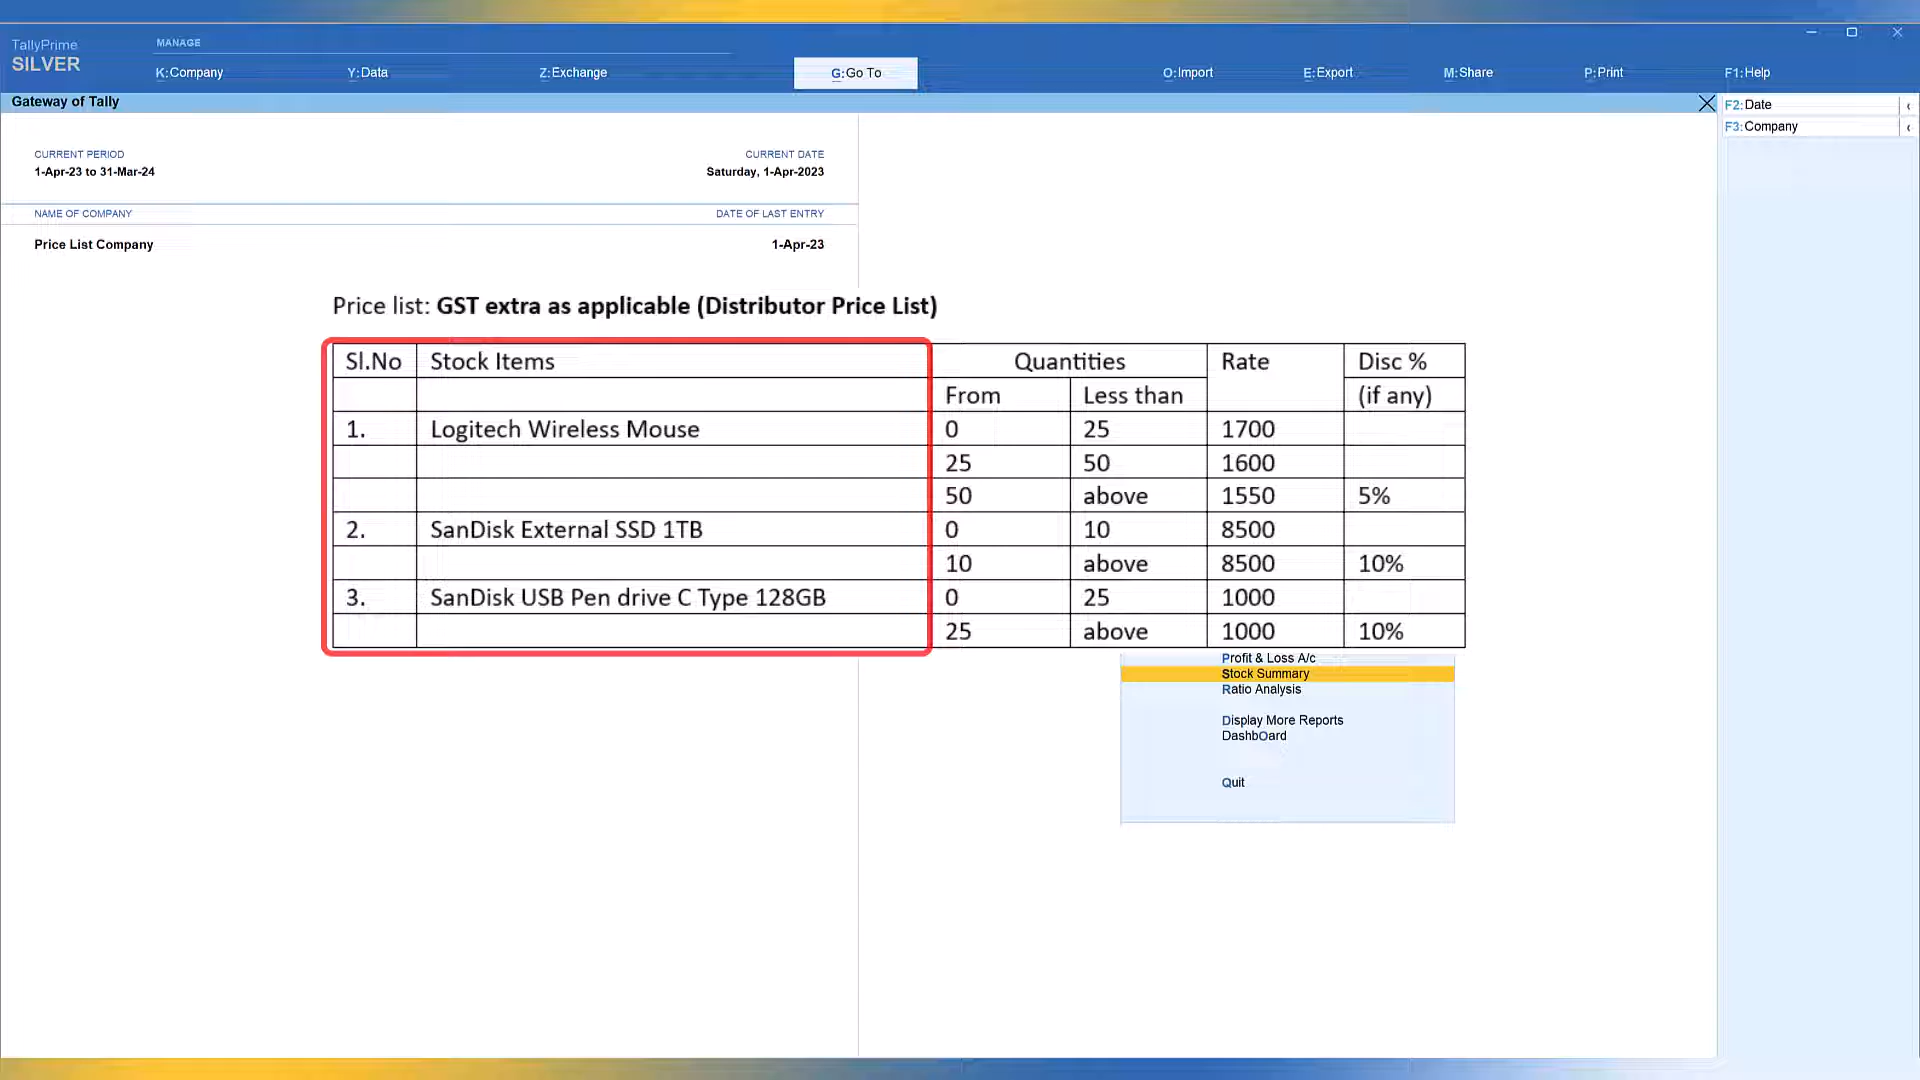 TallyPrime
SILVER
MANAGE
K:Company Y:Data Z:Exchange G:Go To O:Import E:Export M:Share P:Print F1:Help
Gateway of Tally
F2:Date
F3:Company
CURRENT PERIOD CURRENT DATE
1-Apr-23 to 31-Mar-24 Saturday, 1-Apr-2023
NAME OF COMPANY DATE OF LAST ENTRY
Price List Company 1-Apr-23
Price list: GST extra as applicable (Distributor Price List)
Sl.No Stock Items Quantities Rate Disc %
From Less than (if any)
1. Logitech Wireless Mouse 0 25 1700
25 50 1600
50 above 1550 5%
2. SanDisk External SSD 1TB 0 10 8500
10 above 8500 10%
3. SanDisk USB Pen drive C Type 128GB 0 25 1000
25 above 1000 10%
Profit & Loss A/c
Stock Summary
Ratio Analysis
Display More Reports
DashbOard
Quit